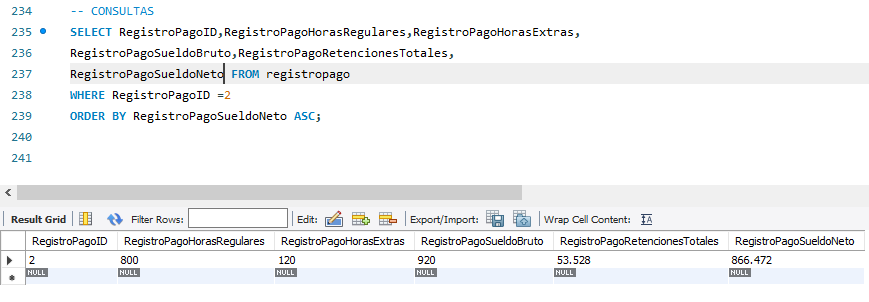 234 -- CONSULTAS
235 SELECT RegistroPagoID,RegistroPagoHorasRegulares,RegistroPagoHorasExtras,
236 RegistroPagoSueldoBruto,RegistroPagoRetencionesTotales,
237 RegistroPagoSueldoNeto FROM registropago
238 WHERE RegistroPagoID =2
239 ORDER BY RegistroPagoSueldoNeto ASC;
240
241
Result Grid Filter Rows: Edit: Export/Import: Wrap Cell Content: IA
RegistroPagoID RegistroPagoHorasRegulares RegistroPagoHorasExtras RegistroPagoSueldoBruto RegistroPagoRetencionesTotales RegistroPagoSueldoNeto
2 800 120 920 53.528 866.472
NULL NULL NULL NULL NULL NULL